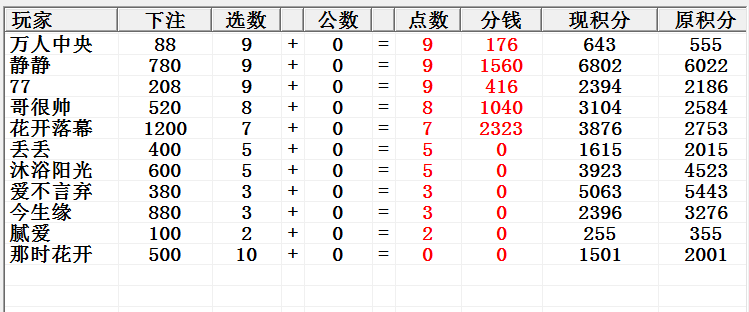 玩家 下注 选数 公数 点数 分钱 现积分 原积分
万人中央 88 9 + 0 = 9 176 643 555
静静 780 9 + 0 = 9 1560 6802 6022
77 208 9 + 0 = 9 416 2394 2186
哥很帅 520 8 + 0 = 8 1040 3104 2584
花开落幕 1200 7 + 0 = 7 2323 3876 2753
丢丢 400 5 + 0 = 5 0 1615 2015
沐浴阳光 600 5 + 0 = 5 0 3923 4523
爱不言弃 380 3 + 0 = 3 0 5063 5443
今生缘 880 3 + 0 = 3 0 2396 3276
腻爱 100 2 + 0 = 2 0 255 355
那时花开 500 10 + 0 = 0 0 1501 2001